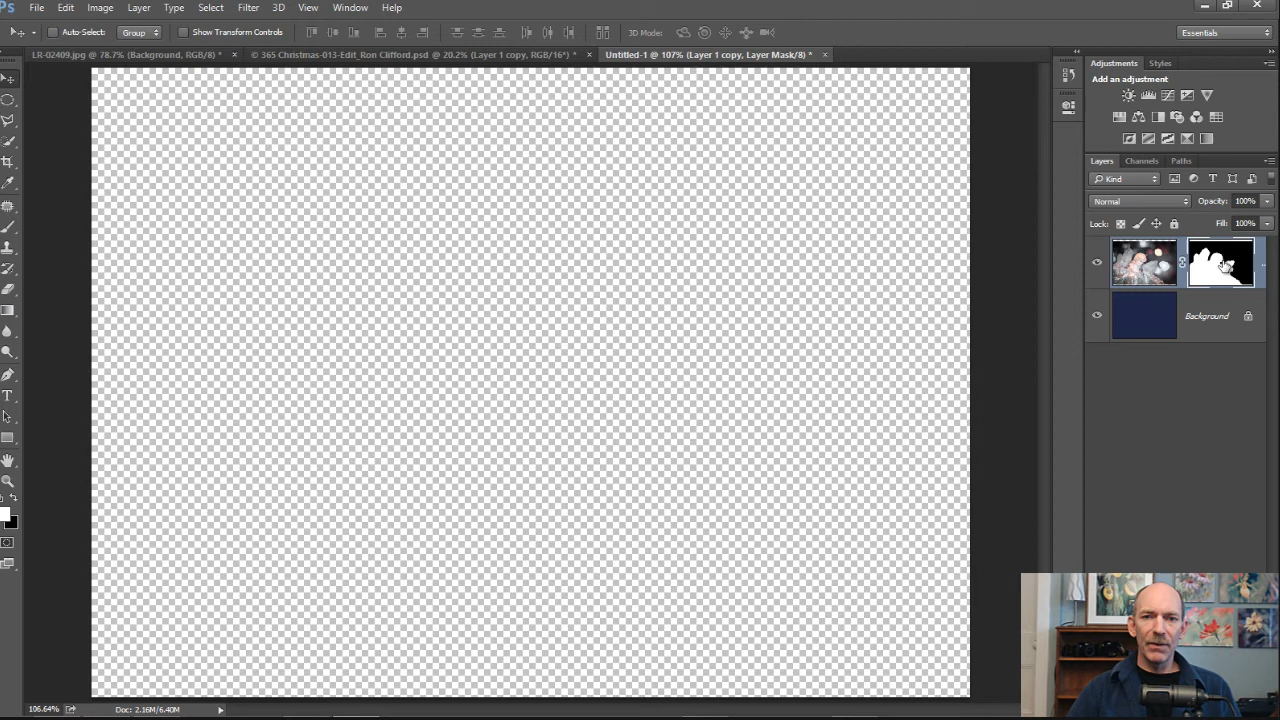 Ps File Edit Image Layer Type Select Filter 3D View Window Help
Auto-Select: Group Show Transform Controls 3D Mode: Essentials
LR-02409.jpg @ 78.7% (Background, RGB/8) * × © 365 Christmas-013-Edit_Ron Clifford.psd @ 20.2% (Layer 1 copy, RGB/16) * × Untitled-1 @ 107% (Layer 1 copy, Layer Mask/8) * ×
Adjustments Styles
Add an adjustment
Layers Channels Paths
Kind T
Normal Opacity: 100%
Lock: Fill: 100%
Background
T
106.64% Doc: 2.16M/6.40M